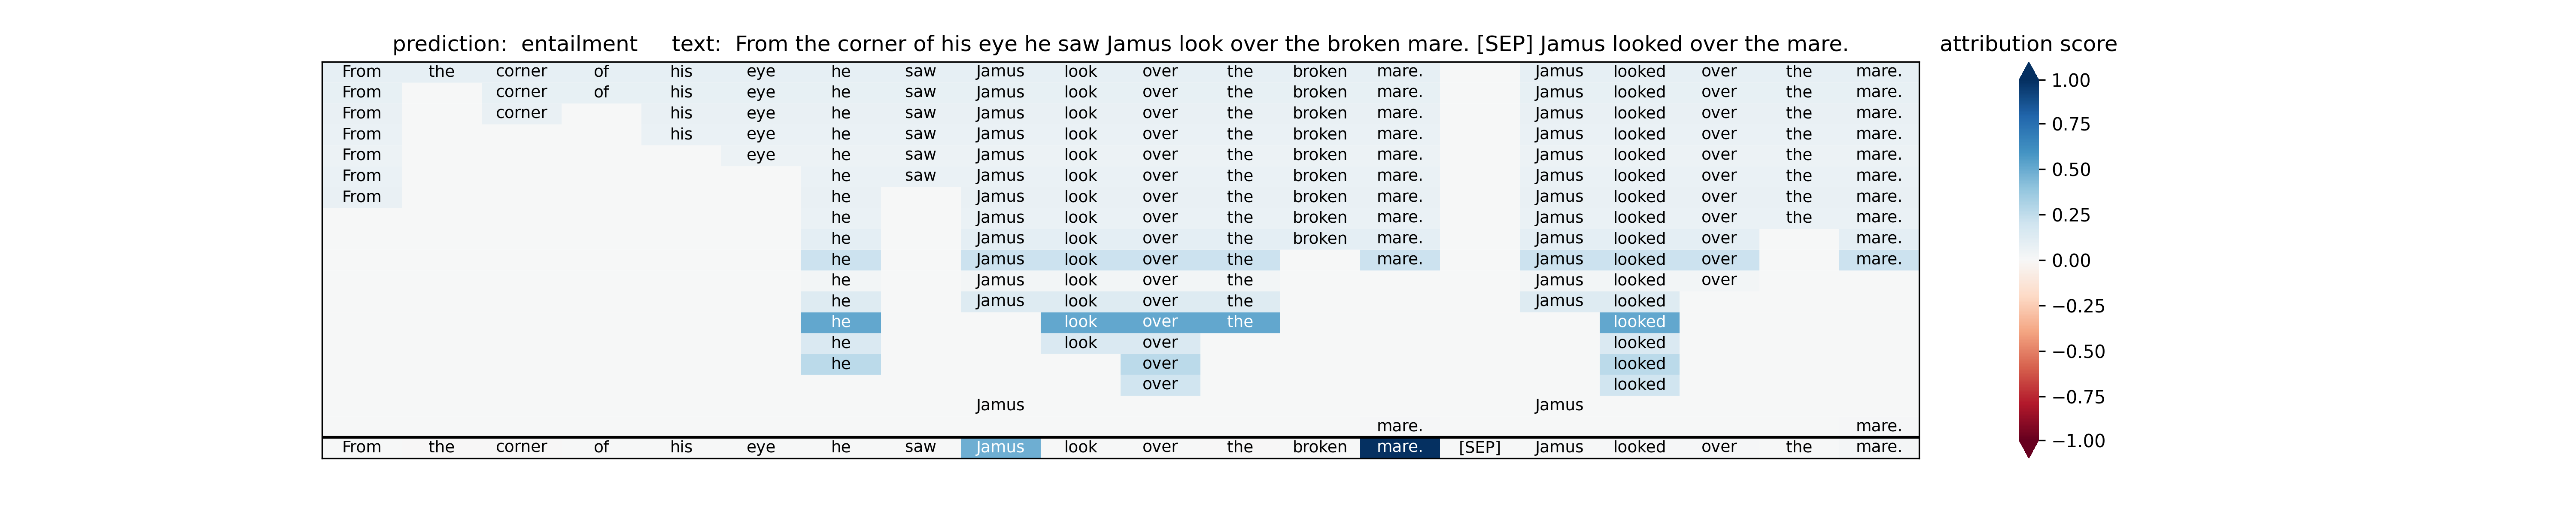 prediction: entailment text: From the corner of his eye he saw Jamus look over the broken mare. [SEP] Jamus looked over the mare.
attribution score
From the corner of his eye he saw Jamus look over the broken mare. Jamus looked over the mare.
From corner of his eye he saw Jamus look over the broken mare. Jamus looked over the mare.
From corner his eye he saw Jamus look over the broken mare. Jamus looked over the mare.
From his eye he saw Jamus look over the broken mare. Jamus looked over the mare.
From eye he saw Jamus look over the broken mare. Jamus looked over the mare.
From he saw Jamus look over the broken mare. Jamus looked over the mare.
From he Jamus look over the broken mare. Jamus looked over the mare.
he Jamus look over the broken mare. Jamus looked over the mare.
he Jamus look over the broken mare. Jamus looked over mare.
he Jamus look over the mare. Jamus looked over mare.
he Jamus look over the Jamus looked over
he Jamus look over the Jamus looked
he look over the looked
he look over looked
he over looked
over looked
Jamus Jamus
mare. mare.
From the corner of his eye he saw Jamus look over the broken mare. [SEP] Jamus looked over the mare.
1.00
0.75
0.50
0.25
0.00
−0.25
−0.50
−0.75
−1.00